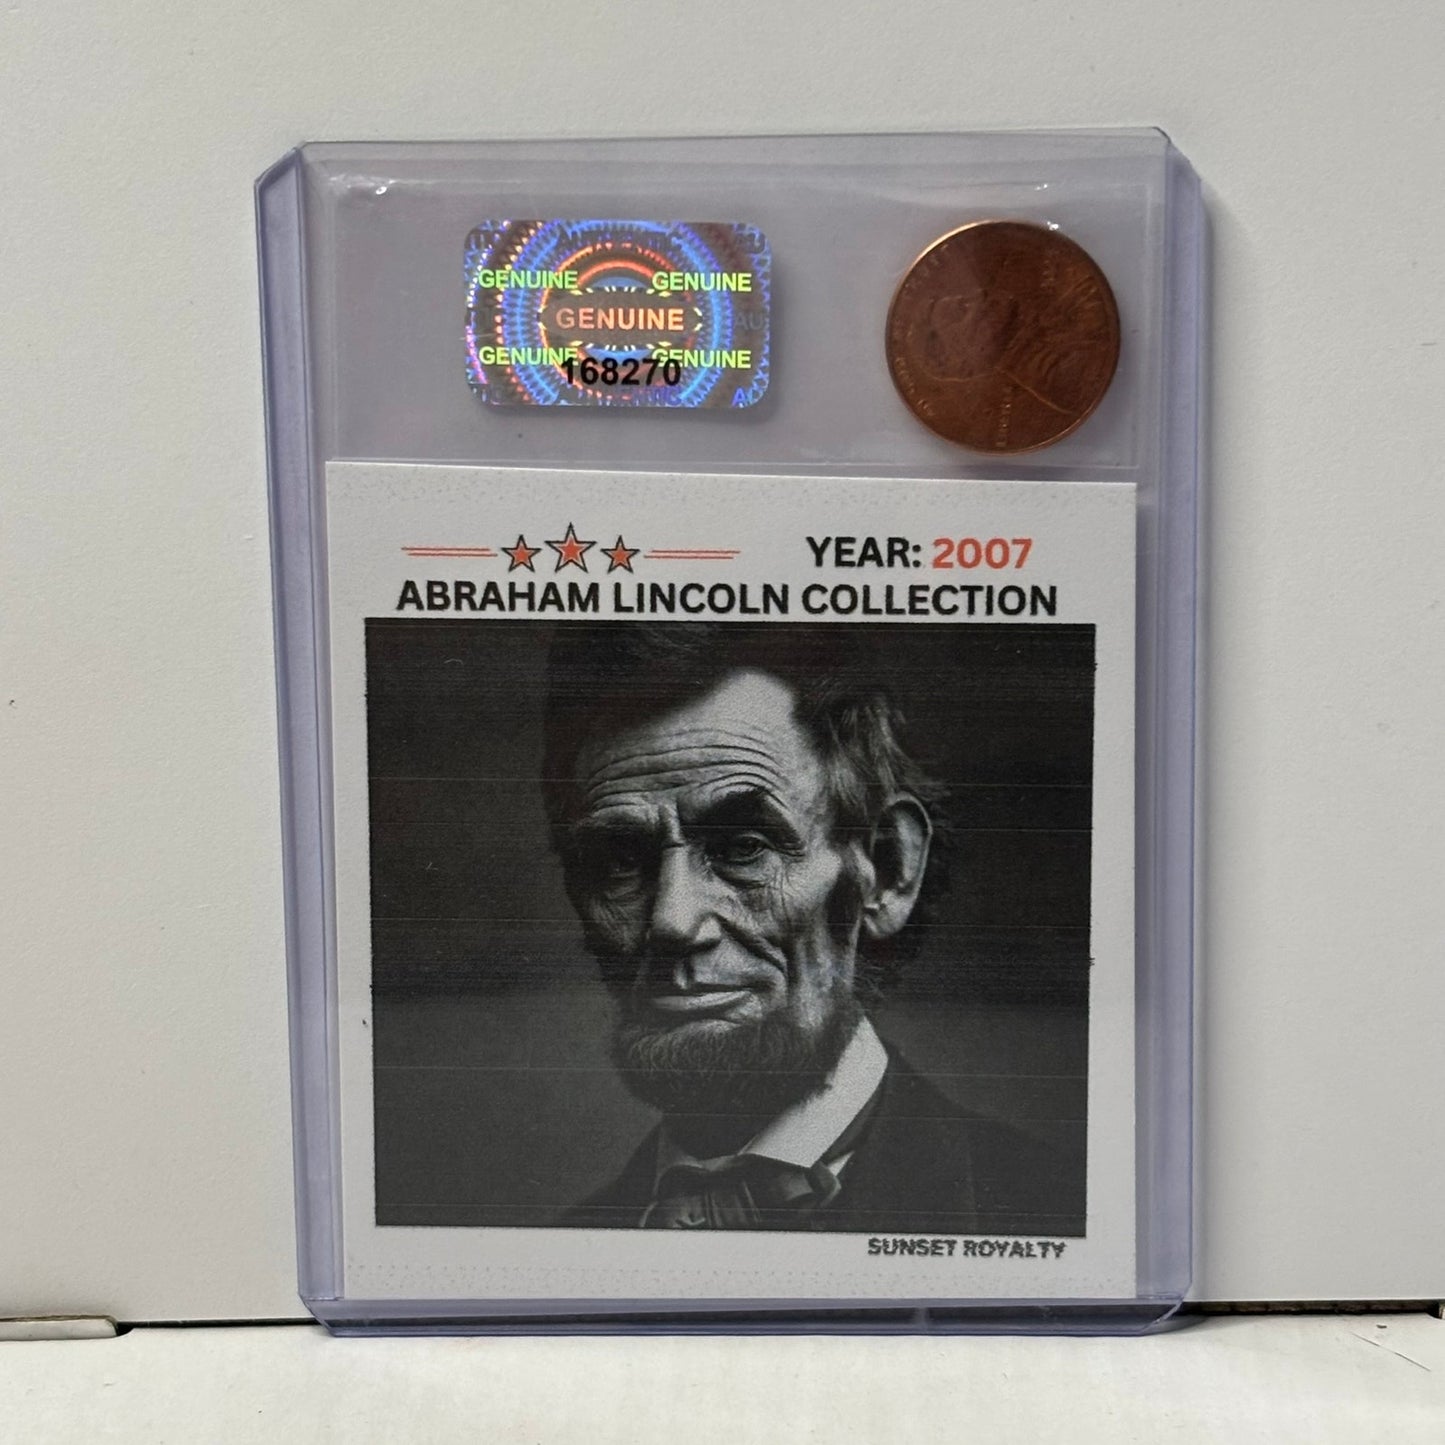 GENUINE GENUINE
GENUINE
GENUINE GENUINE
168270
YEAR: 2007
ABRAHAM LINCOLN COLLECTION
SUNSET ROYALTY